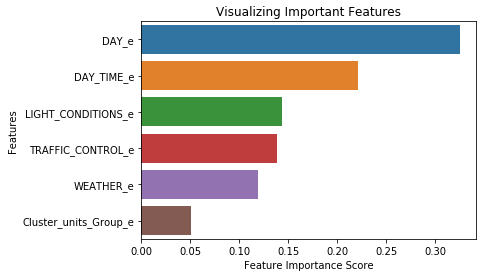 Visualizing Important Features
DAY_e
DAY_TIME_e
LIGHT_CONDITIONS_e
TRAFFIC_CONTROL_e
WEATHER_e
Cluster_units_Group_e
Features
0.00 0.05 0.10 0.15 0.20 0.25 0.30
Feature Importance Score